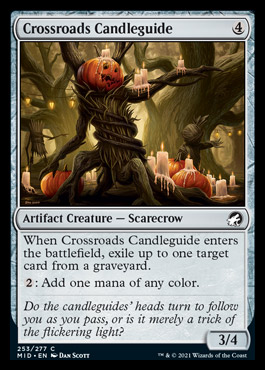 Crossroads Candleguide 4
Artifact Creature — Scarecrow
When Crossroads Candleguide enters
the battlefield, exile up to one target
card from a graveyard.
2: Add one mana of any color.
Do the candleguides' heads turn to follow
you as you pass, or is it merely a trick of
the flickering light?
3/4
253/277 C
MID • EN DAN SCOTT
™ & © 2021 Wizards of the Coast